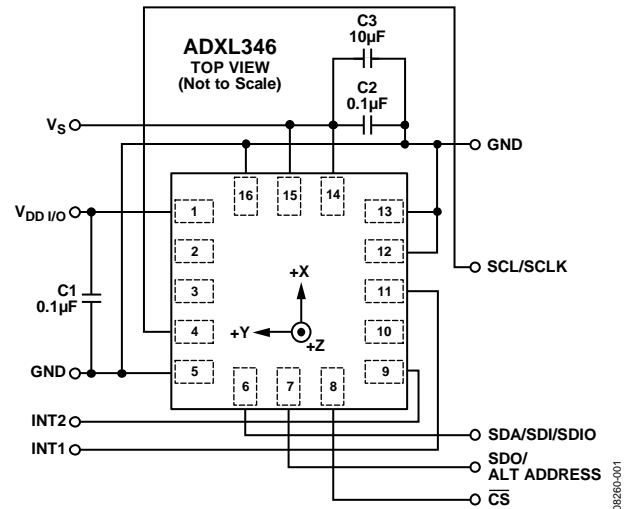 C3
10µF
ADXL346
TOP VIEW
(Not to Scale)
C2
0.1µF
VS
GND
16
15
14
VDD I/O
1
13
2
12
SCL/SCLK
3
+X
11
C1
0.1µF
4
+Y
+Z
10
GND
5
9
6
7
8
INT2
SDA/SDI/SDIO
INT1
SDO/
ALT ADDRESS
CS
08260-001